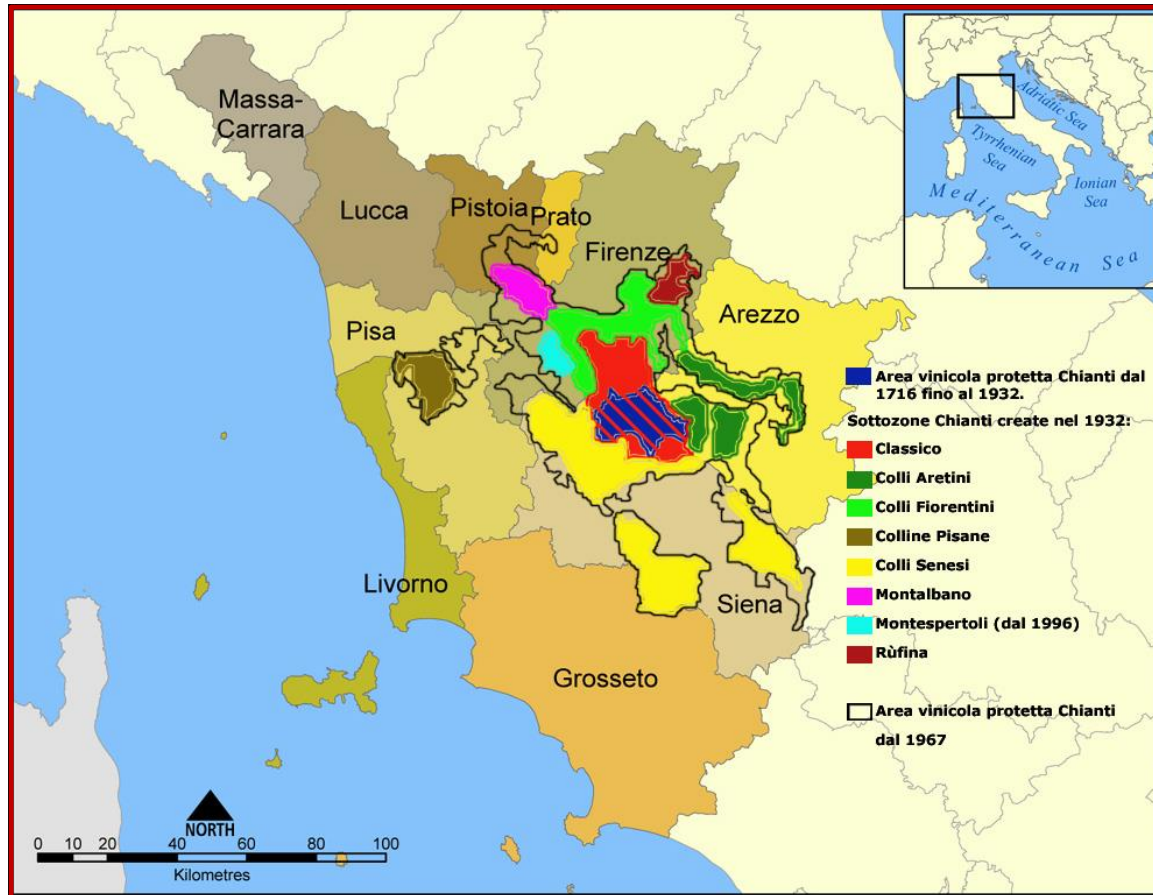 Massa-
Carrara
Lucca
Pistoia
Prato
Firenze
Pisa
Arezzo
Livorno
Siena
Grosseto
Adriatic Sea
Tyrrhenian
Sea
Ionian
Sea
Mediterranean Sea
Area vinicola protetta Chianti dal
1716 fino al 1932.
Sottozone Chianti create nel 1932:
Classico
Colli Aretini
Colli Fiorentini
Colline Pisane
Colli Senesi
Montalbano
Montespertoli (dal 1996)
Rùfina
Area vinicola protetta Chianti
dal 1967
NORTH
0 10 20 40 60 80 100
Kilometres